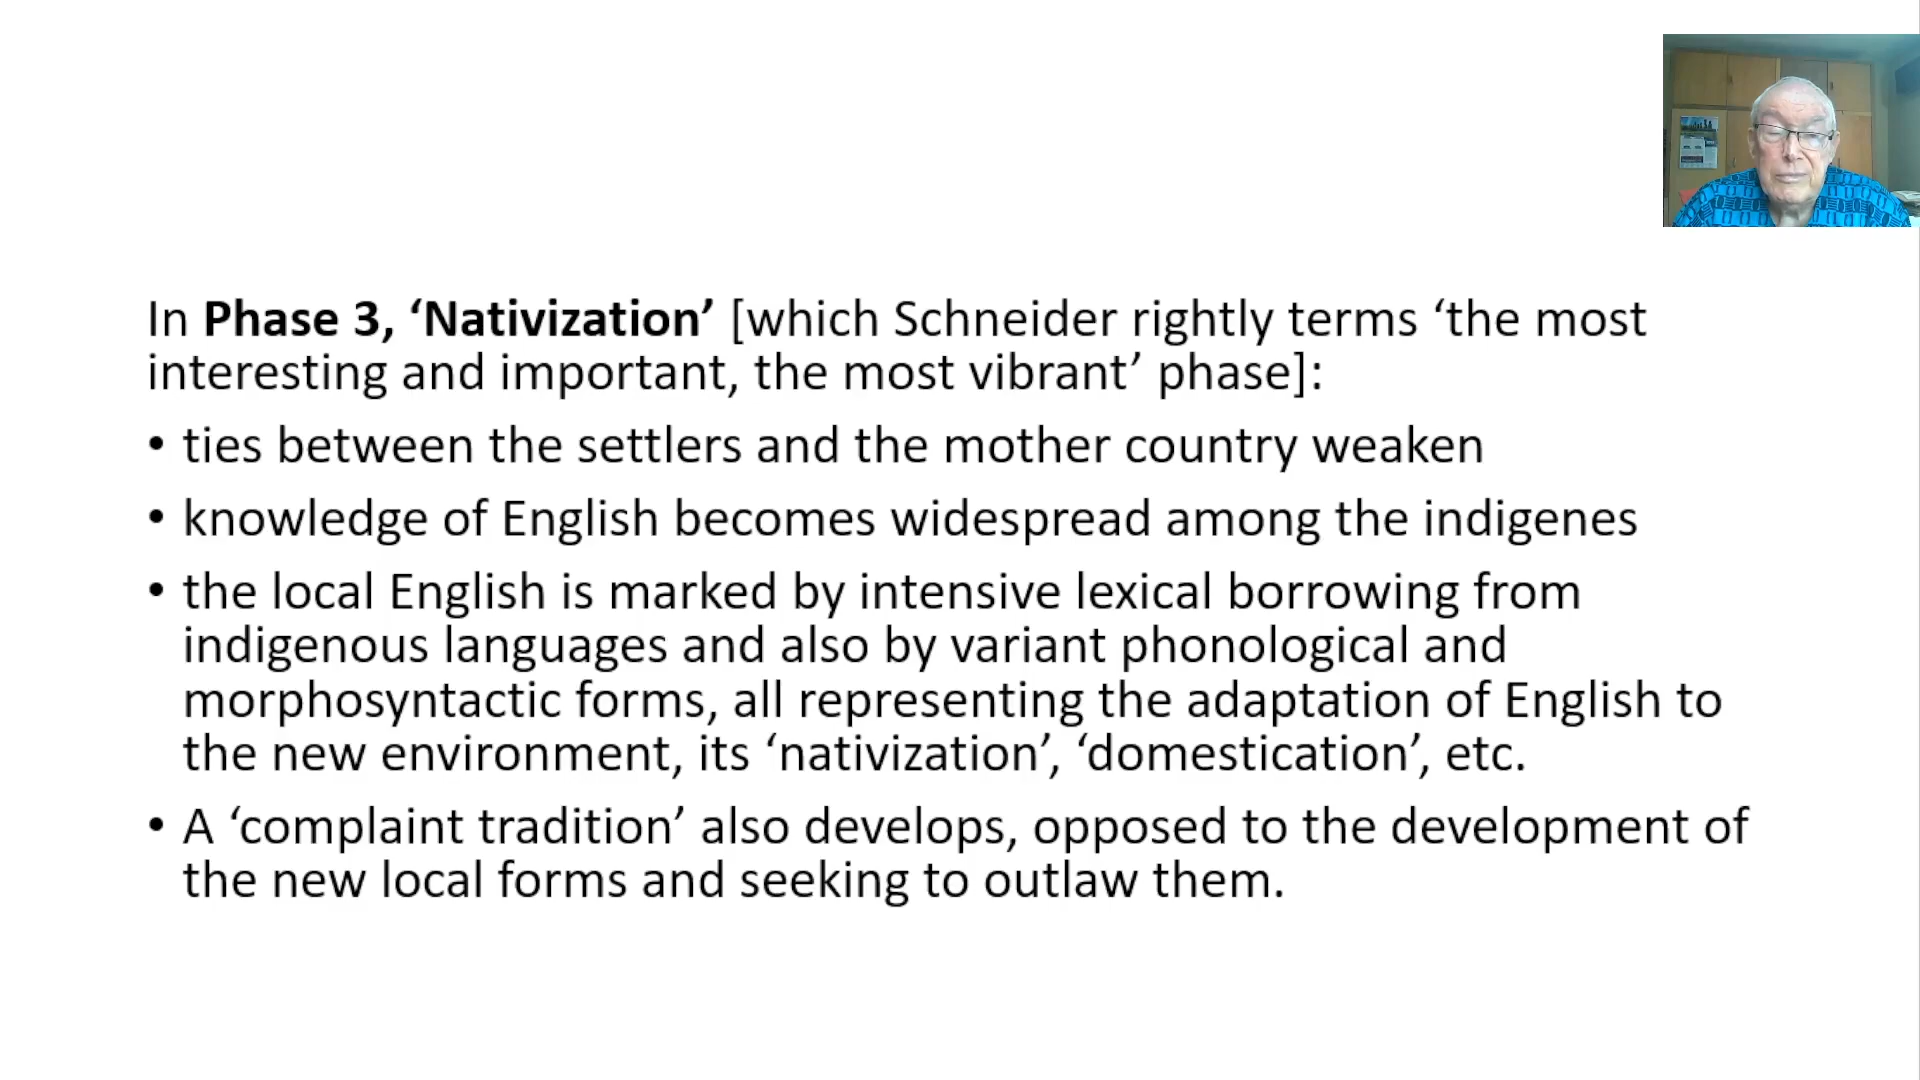 In Phase 3, ‘Nativization’ [which Schneider rightly terms ‘the most
interesting and important, the most vibrant’ phase]:
• ties between the settlers and the mother country weaken
• knowledge of English becomes widespread among the indigenes
• the local English is marked by intensive lexical borrowing from
indigenous languages and also by variant phonological and
morphosyntactic forms, all representing the adaptation of English to
the new environment, its ‘nativization’, ‘domestication’, etc.
• A ‘complaint tradition’ also develops, opposed to the development of
the new local forms and seeking to outlaw them.